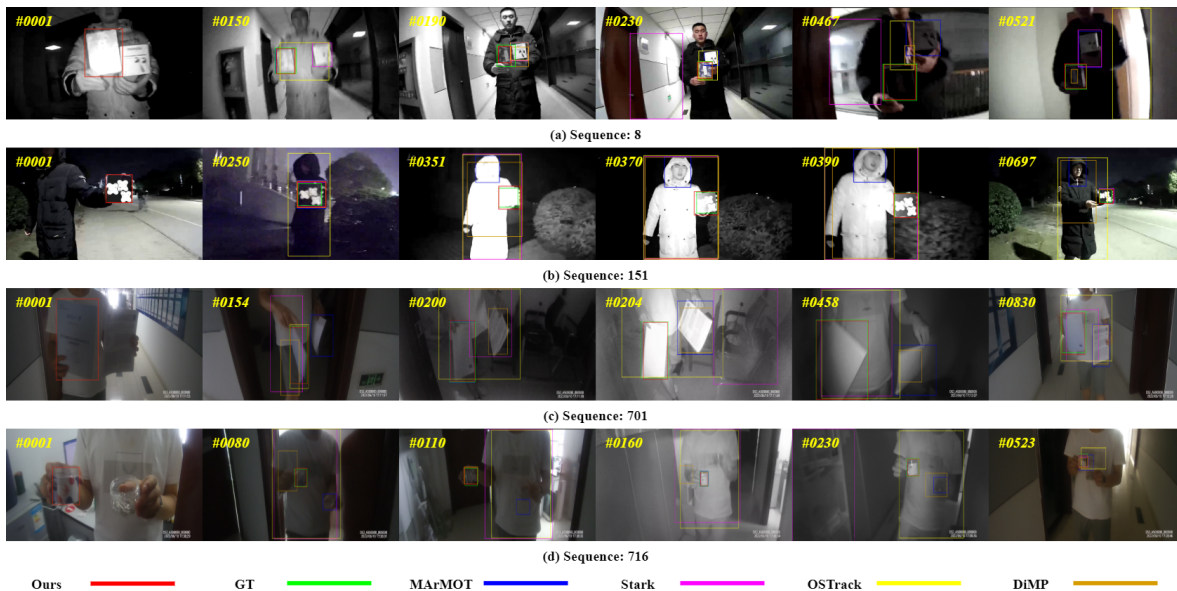 #0001 #0150 #0190 #0230 #0467 #0521
(a) Sequence: 8
#0001 #0250 #0351 #0370 #0390 #0697
(b) Sequence: 151
#0001 #0154 #0200 #0204 #0458 #0830
(c) Sequence: 701
#0001 #0080 #0110 #0160 #0230 #0523
(d) Sequence: 716
Ours GT MArMOT Stark OSTrack DiMP